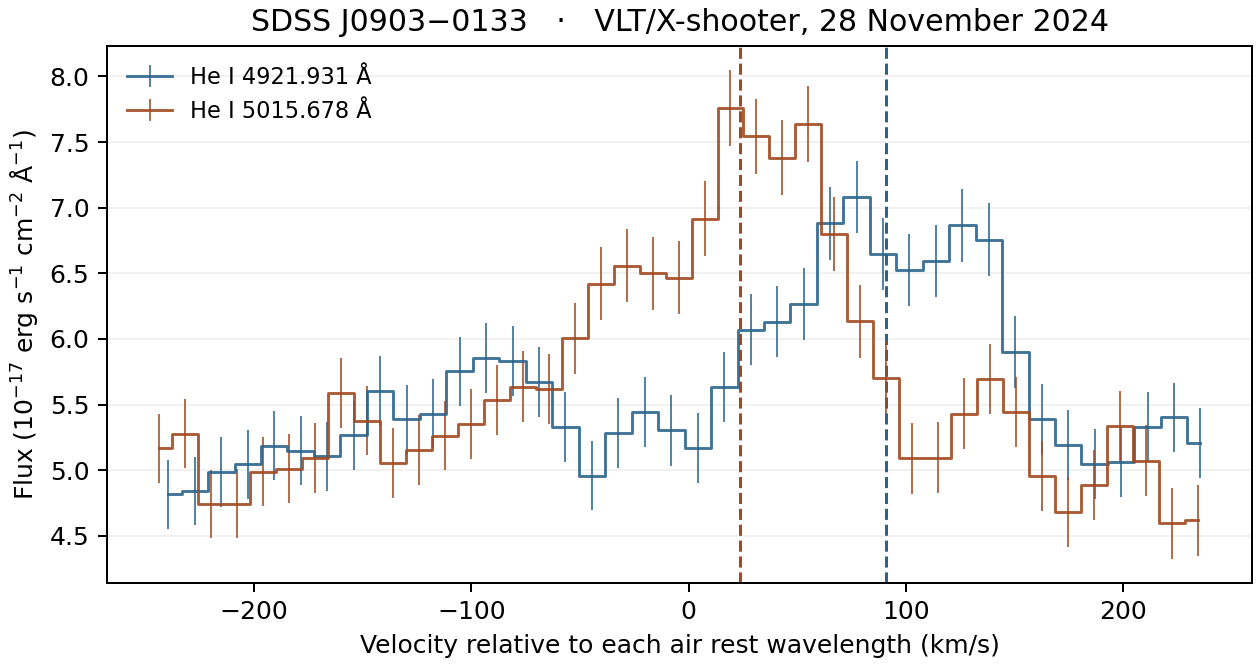 SDSS J0903−0133 · VLT/X-shooter, 28 November 2024
He I 4921.931 Å
He I 5015.678 Å
Flux (10⁻¹⁷ erg s⁻¹ cm⁻² Å⁻¹)
8.0
7.5
7.0
6.5
6.0
5.5
5.0
4.5
−200 −100 0 100 200
Velocity relative to each air rest wavelength (km/s)